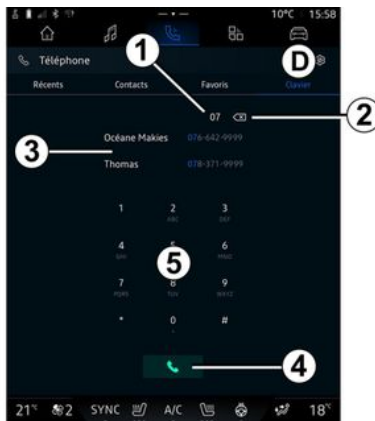 10°C 15:58
Téléphone
D
Récents Contacts Favoris Clavier
1
07
2
3
Océane Makies 076-642-9999
Thomas 078-371-9999
1 2 3
ABC DEF
4 6
GHI MNO
5
7 8 9
PQRS TUV WXYZ
* 0 #
+
4
21°C 2 SYNC A/C 18°C